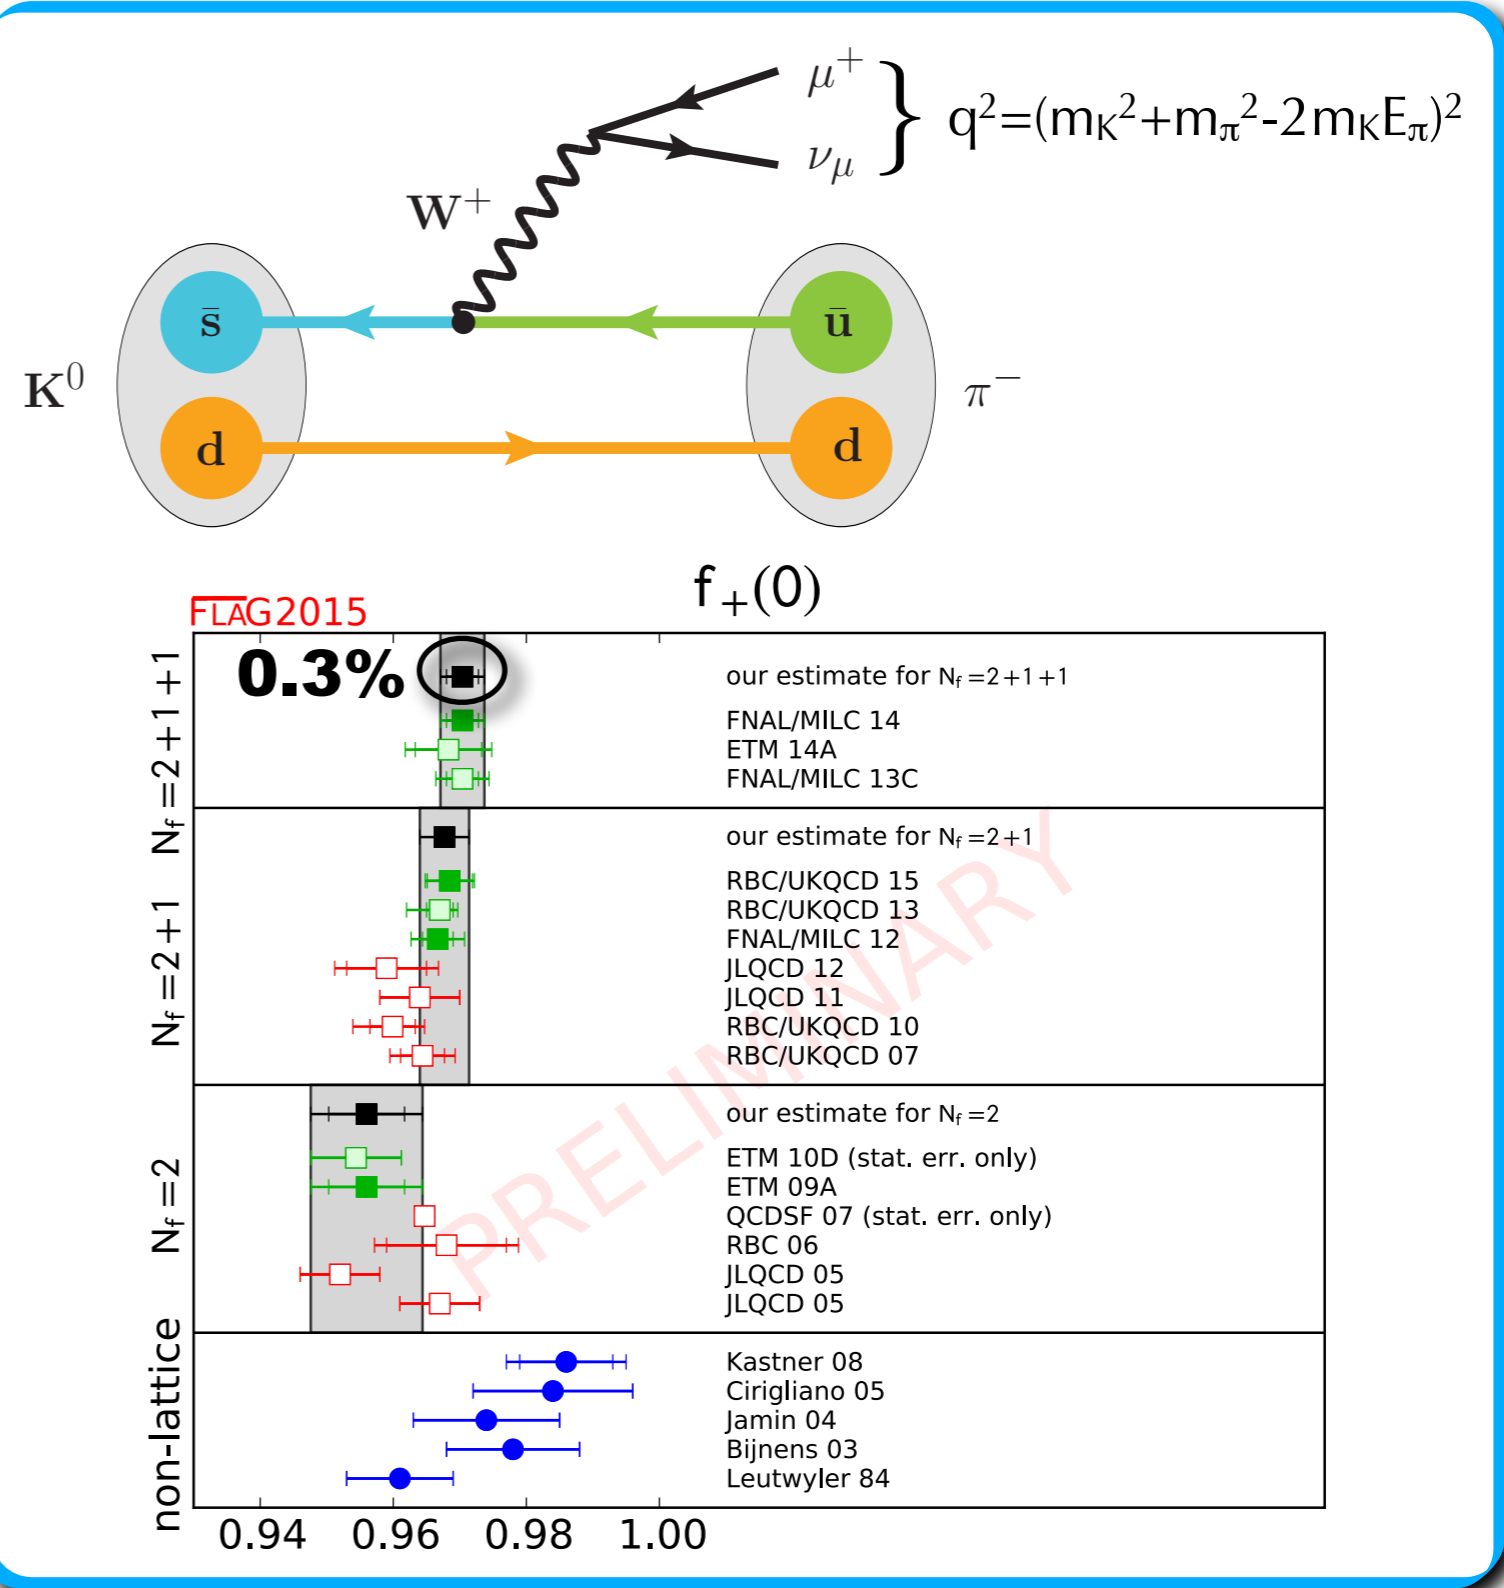 μ⁺
q²=(mK²+mπ²-2mKEπ)²
νμ
W⁺
s̄
ū
K⁰
π⁻
d
d
f₊(0)
FLAG2015
0.3%
Nf=2+1+1
our estimate for Nf=2+1+1
FNAL/MILC 14
ETM 14A
FNAL/MILC 13C
Nf=2+1
our estimate for Nf=2+1
RBC/UKQCD 15
RBC/UKQCD 13
FNAL/MILC 12
JLQCD 12
JLQCD 11
RBC/UKQCD 10
RBC/UKQCD 07
PRELIMINARY
Nf=2
our estimate for Nf=2
ETM 10D (stat. err. only)
ETM 09A
QCDSF 07 (stat. err. only)
RBC 06
JLQCD 05
JLQCD 05
non-lattice
Kastner 08
Cirigliano 05
Jamin 04
Bijnens 03
Leutwyler 84
0.94 0.96 0.98 1.00